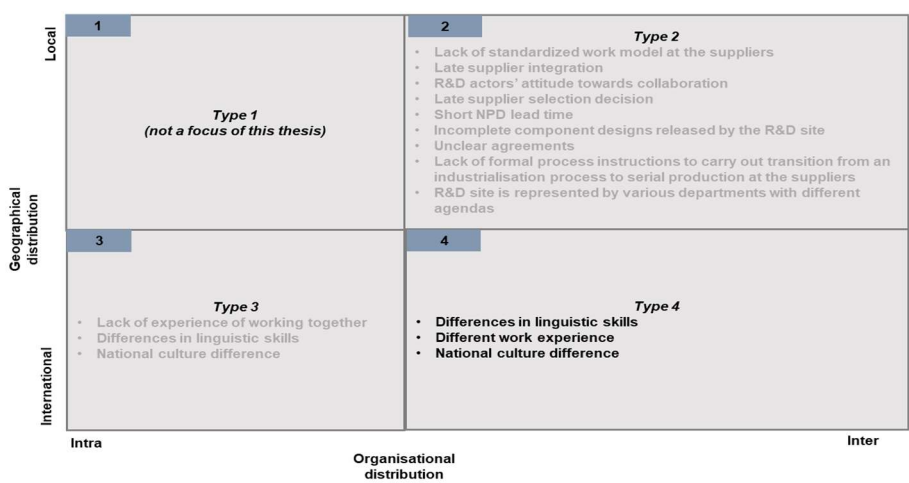 Local
1
Type 1
(not a focus of this thesis)
2
Type 2
• Lack of standardized work model at the suppliers
• Late supplier integration
• R&D actors' attitude towards collaboration
• Late supplier selection decision
• Short NPD lead time
• Incomplete component designs released by the R&D site
• Unclear agreements
• Lack of formal process instructions to carry out transition from an
industrialisation process to serial production at the suppliers
• R&D site is represented by various departments with different
agendas
Geographical
distribution
International
3
Type 3
• Lack of experience of working together
• Differences in linguistic skills
• National culture difference
4
Type 4
• Differences in linguistic skills
• Different work experience
• National culture difference
Intra
Inter
Organisational
distribution